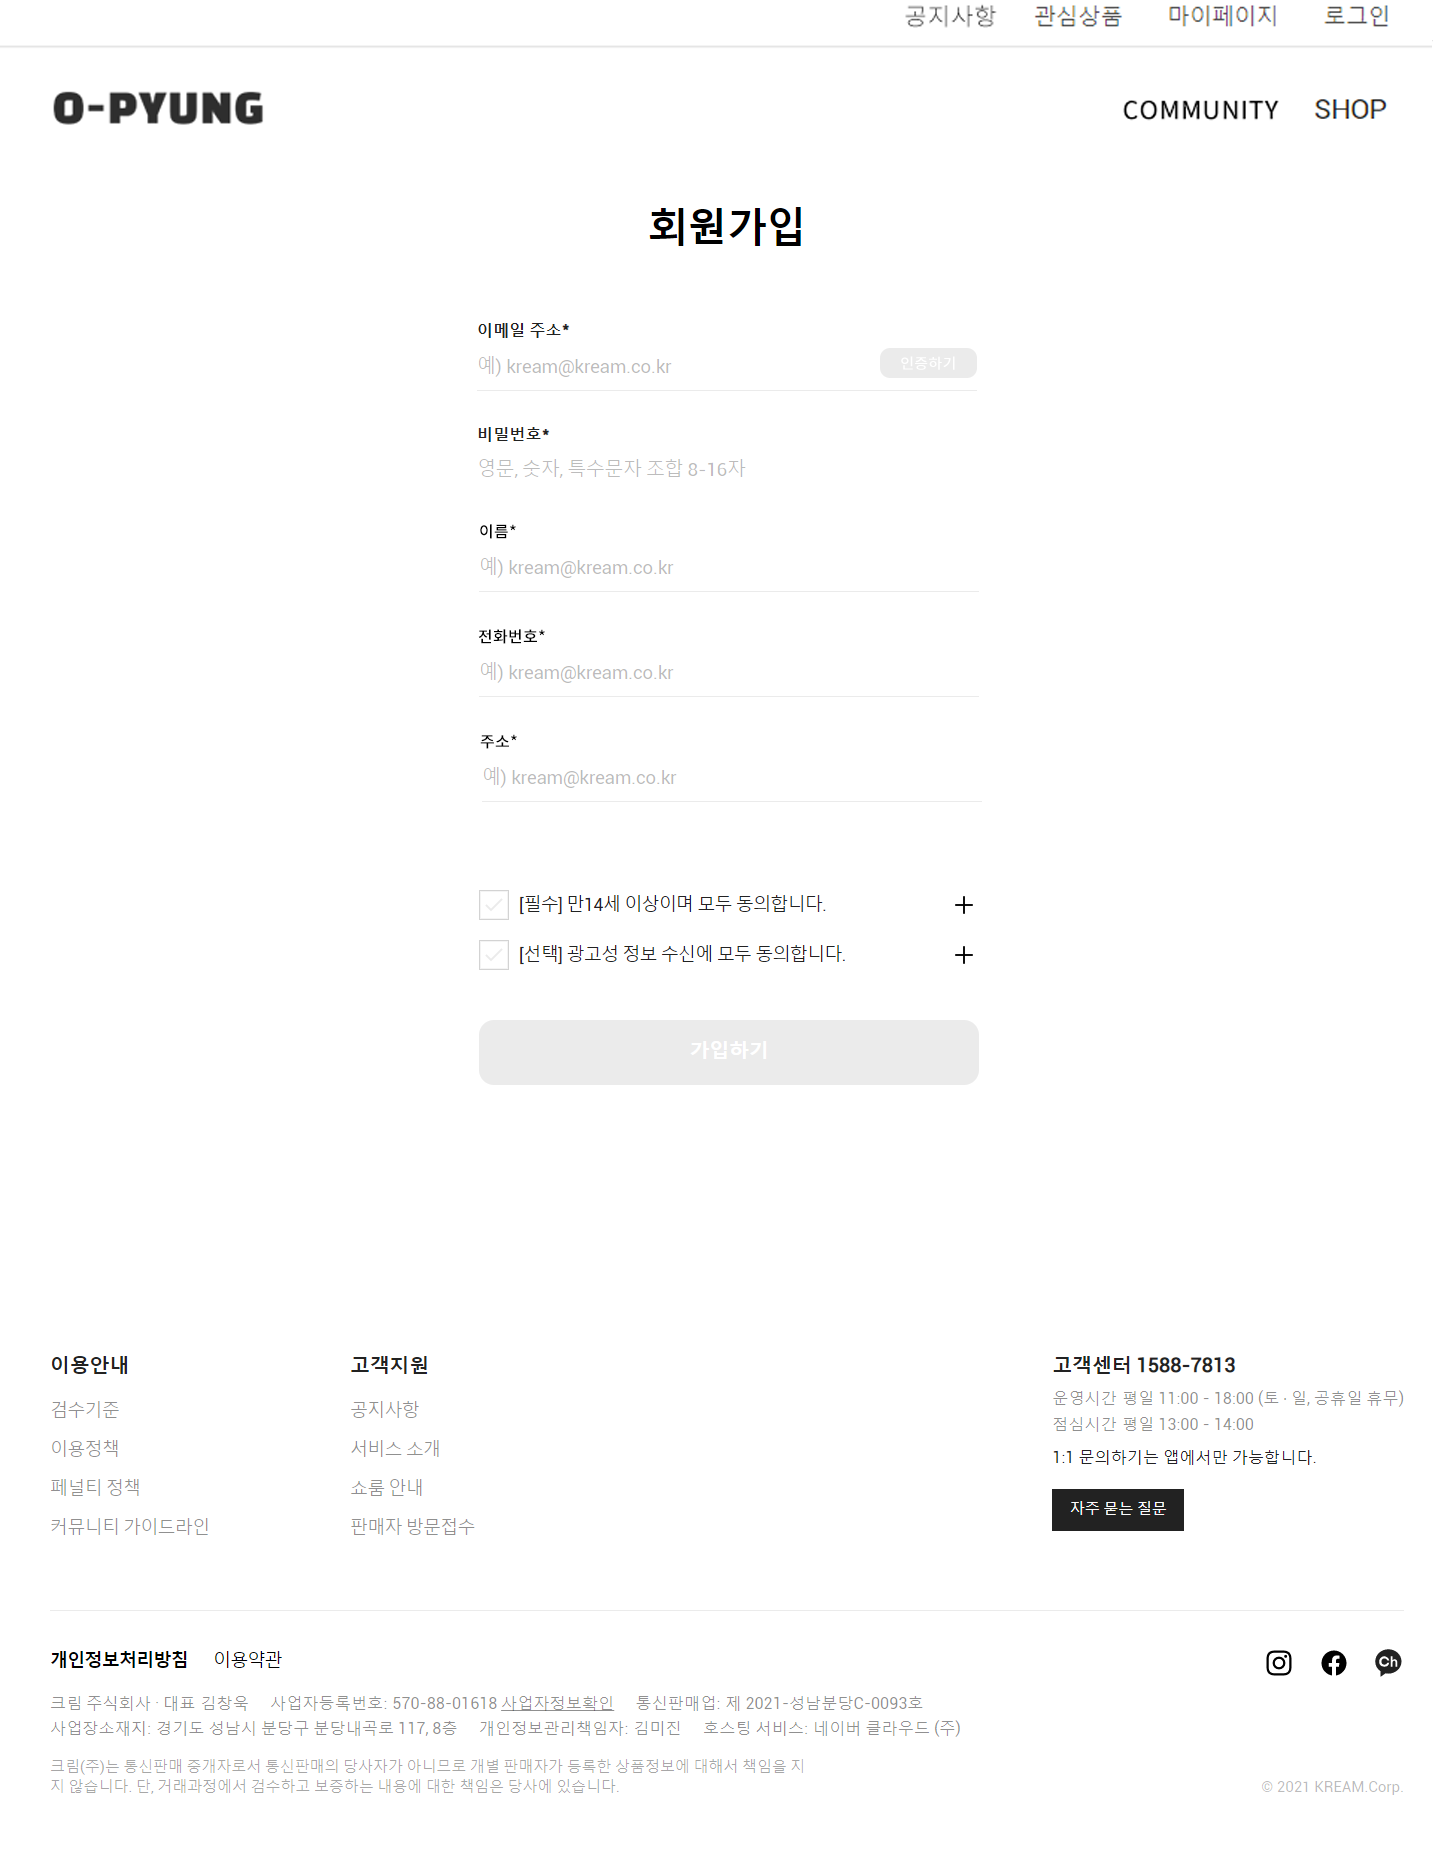 공지사항 관심상품 마이페이지 로그인
O-PYUNG COMMUNITY SHOP
회원가입
이메일 주소*
예) kream@kream.co.kr 인증하기
비밀번호*
영문, 숫자, 특수문자 조합 8-16자
이름*
예) kream@kream.co.kr
전화번호*
예) kream@kream.co.kr
주소*
예) kream@kream.co.kr
[필수] 만14세 이상이며 모두 동의합니다.
[선택] 광고성 정보 수신에 모두 동의합니다.
가입하기
이용안내
검수기준
이용정책
페널티 정책
커뮤니티 가이드라인
고객지원
공지사항
서비스 소개
쇼룸 안내
판매자 방문접수
고객센터 1588-7813
운영시간 평일 11:00 - 18:00 (토 · 일, 공휴일 휴무)
점심시간 평일 13:00 - 14:00
1:1 문의하기는 앱에서만 가능합니다.
자주 묻는 질문
개인정보처리방침 이용약관
Ch
크림 주식회사 · 대표 김창욱 사업자등록번호: 570-88-01618 사업자정보확인 통신판매업: 제 2021-성남분당C-0093호
사업장소재지: 경기도 성남시 분당구 분당내곡로 117, 8층 개인정보관리책임자: 김미진 호스팅 서비스: 네이버 클라우드 (주)
크림(주)는 통신판매 중개자로서 통신판매의 당사자가 아니므로 개별 판매자가 등록한 상품정보에 대해서 책임을 지
지 않습니다. 단, 거래과정에서 검수하고 보증하는 내용에 대한 책임은 당사에 있습니다.
© 2021 KREAM.Corp.